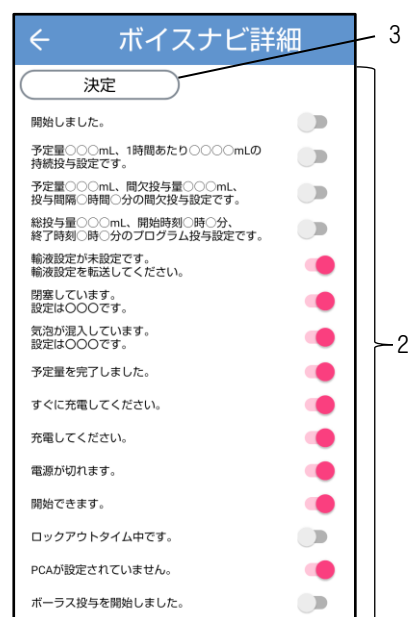 ← ボイスナビ詳細
3
決定
開始しました。
予定量○○○mL、1時間あたり○○○○mLの
持続投与設定です。
予定量○○○mL、間欠投与量○○○mL、
投与間隔○時間○分の間欠投与設定です。
総投与量○○○mL、開始時刻○時○分、
終了時刻○時○分のプログラム投与設定です。
輸液設定が未設定です。
輸液設定を転送してください。
閉塞しています。
設定は〇〇〇です。
気泡が混入しています。
設定は〇〇〇です。
2
予定量を完了しました。
すぐに充電してください。
充電してください。
電源が切れます。
開始できます。
ロックアウトタイム中です。
PCAが設定されていません。
ボーラス投与を開始しました。